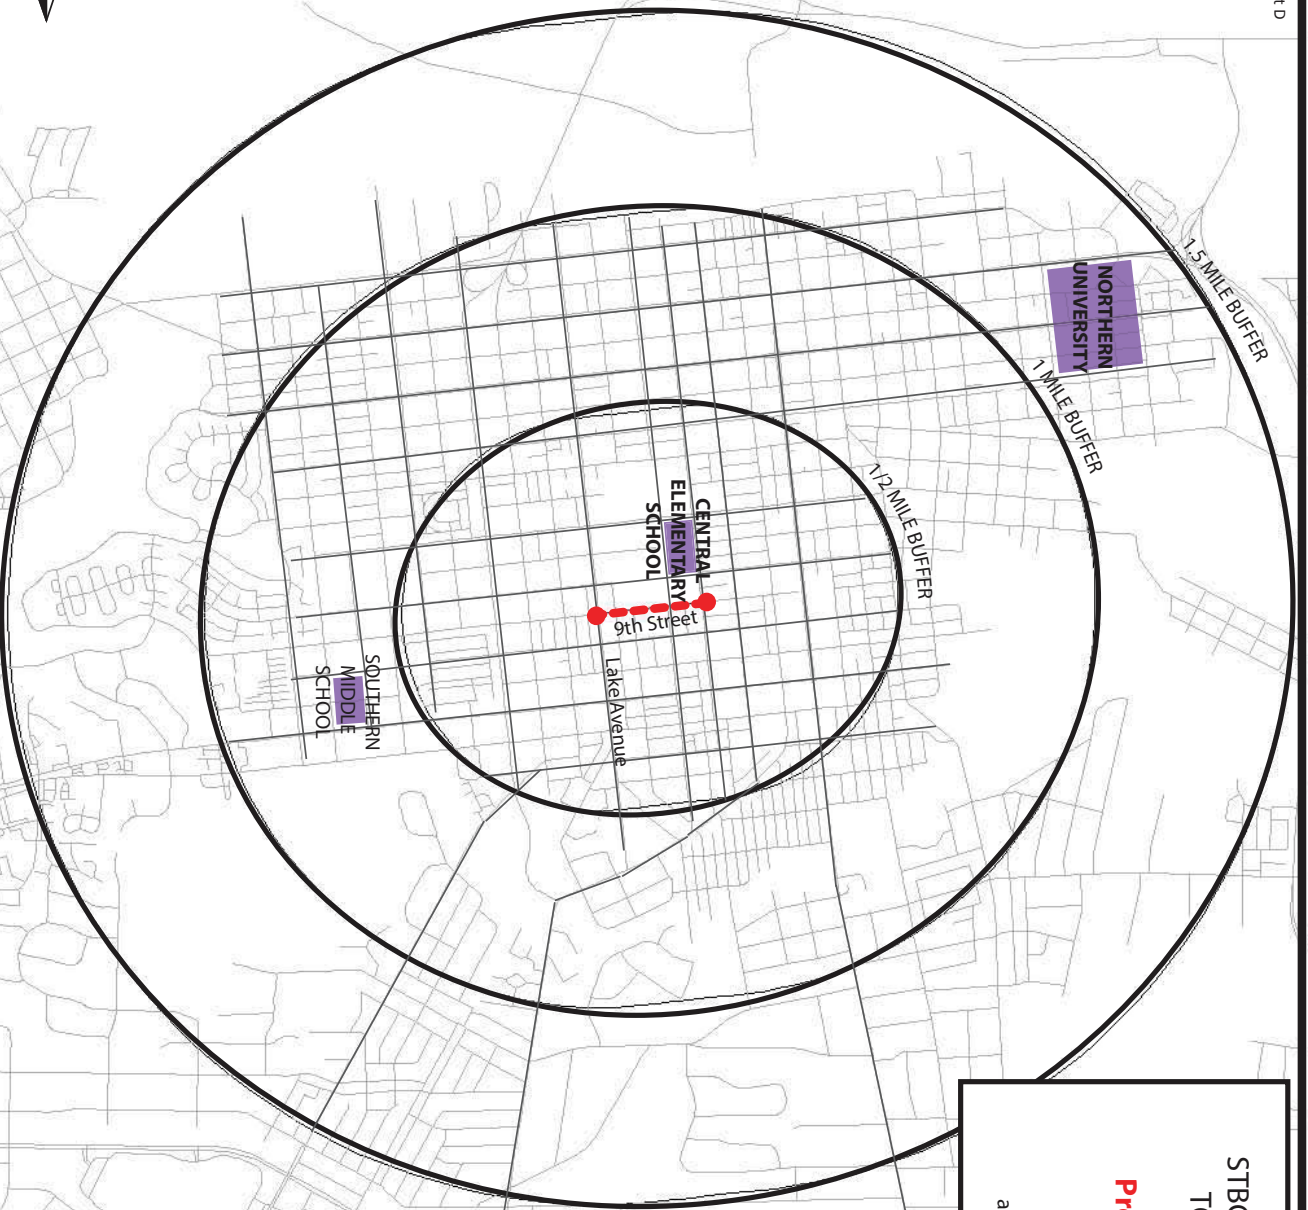 t D
1.5 MILE BUFFER
NORTHERN
UNIVERSITY
1 MILE BUFFER
1/2 MILE BUFFER
CENTRAL
ELEMENTARY
SCHOOL
9th Street
Lake Avenue
SOUTHERN
MIDDLE
SCHOOL
STBG
Pr
a